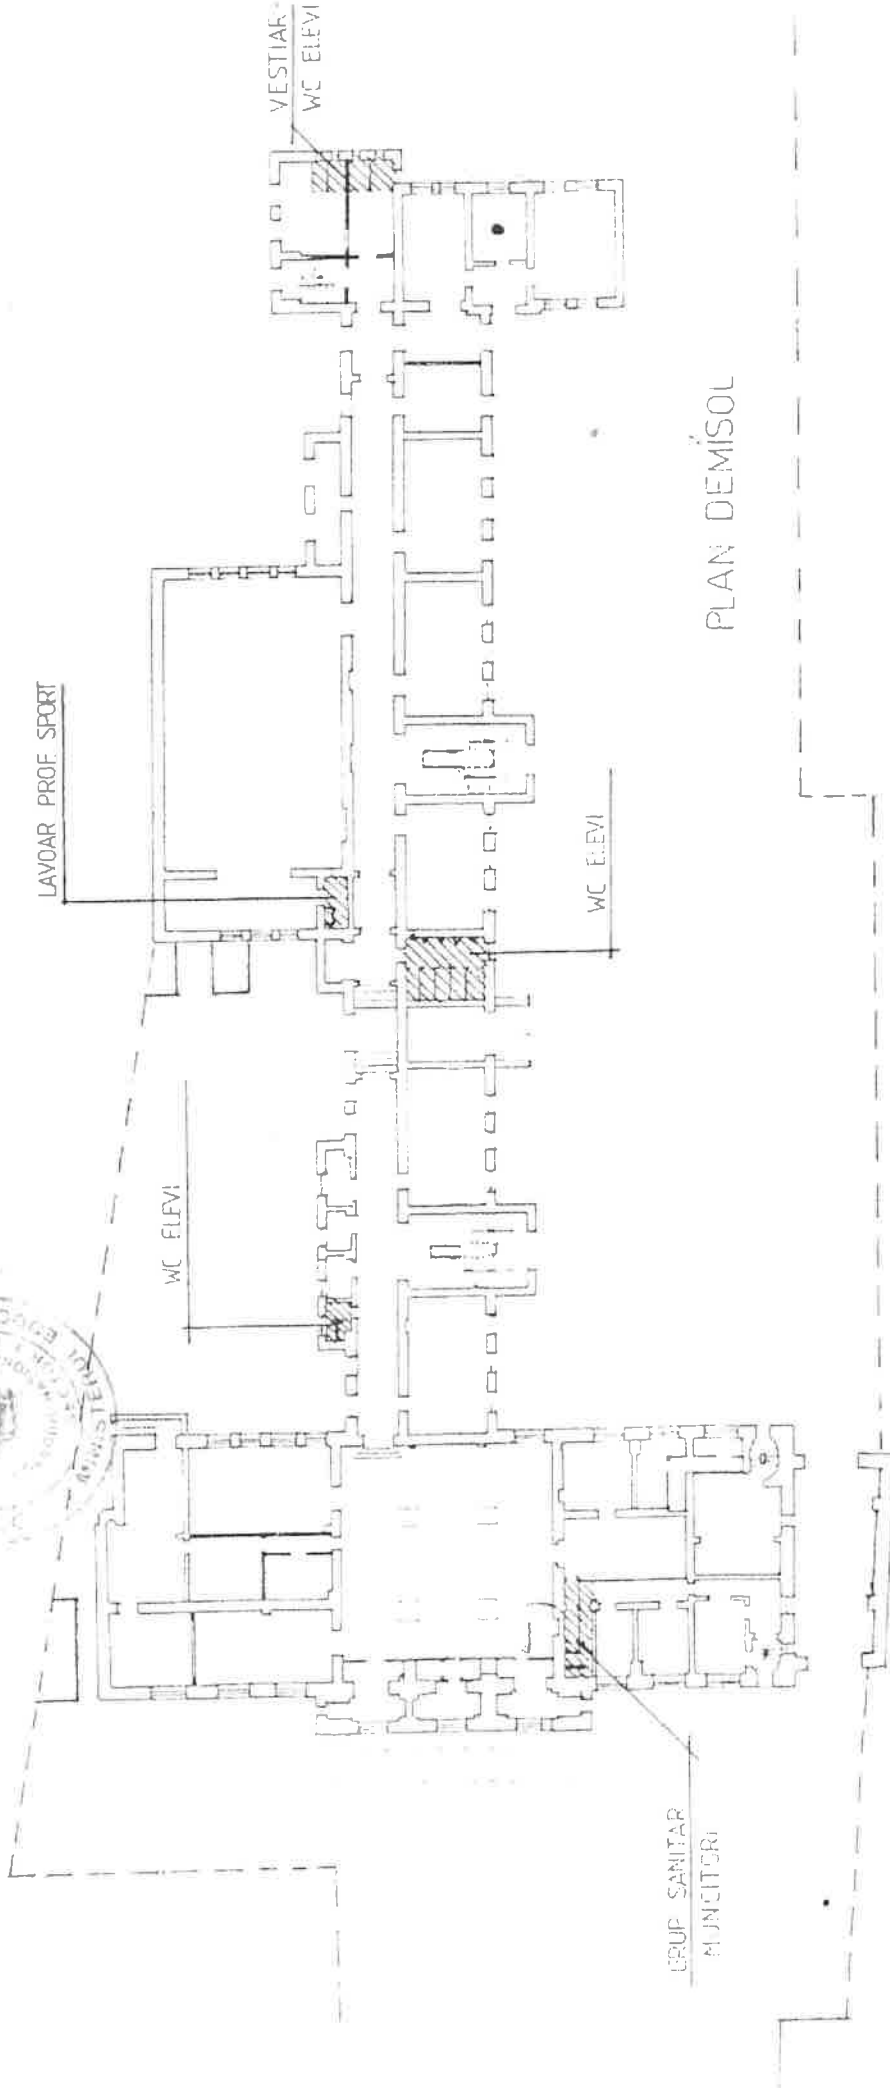 VESTIAR-
WC ELEVI
LAVOAR PROF. SPORT
PLAN DEMISOL
WC ELEVI
WC ELEVI
GRUP SANITAR
MUNCITORI